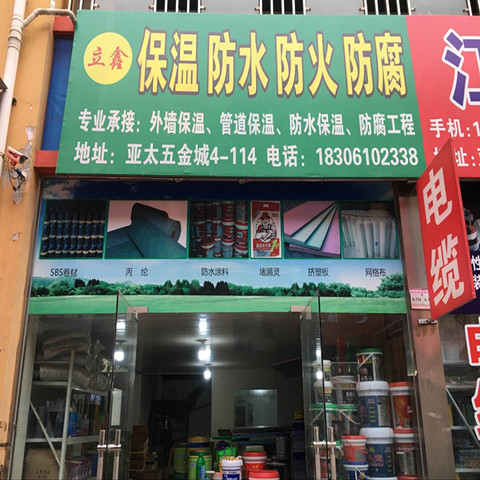 立鑫
保温 防水 防火 防腐
专业承接：外墙保温、管道保温、防水保温、防腐工程
地址：亚太五金城4-114 电话：18306102338
SBS卷材 丙纶 防水涂料 堵漏灵 挤塑板 网格布
江
手机：1
址：
电缆